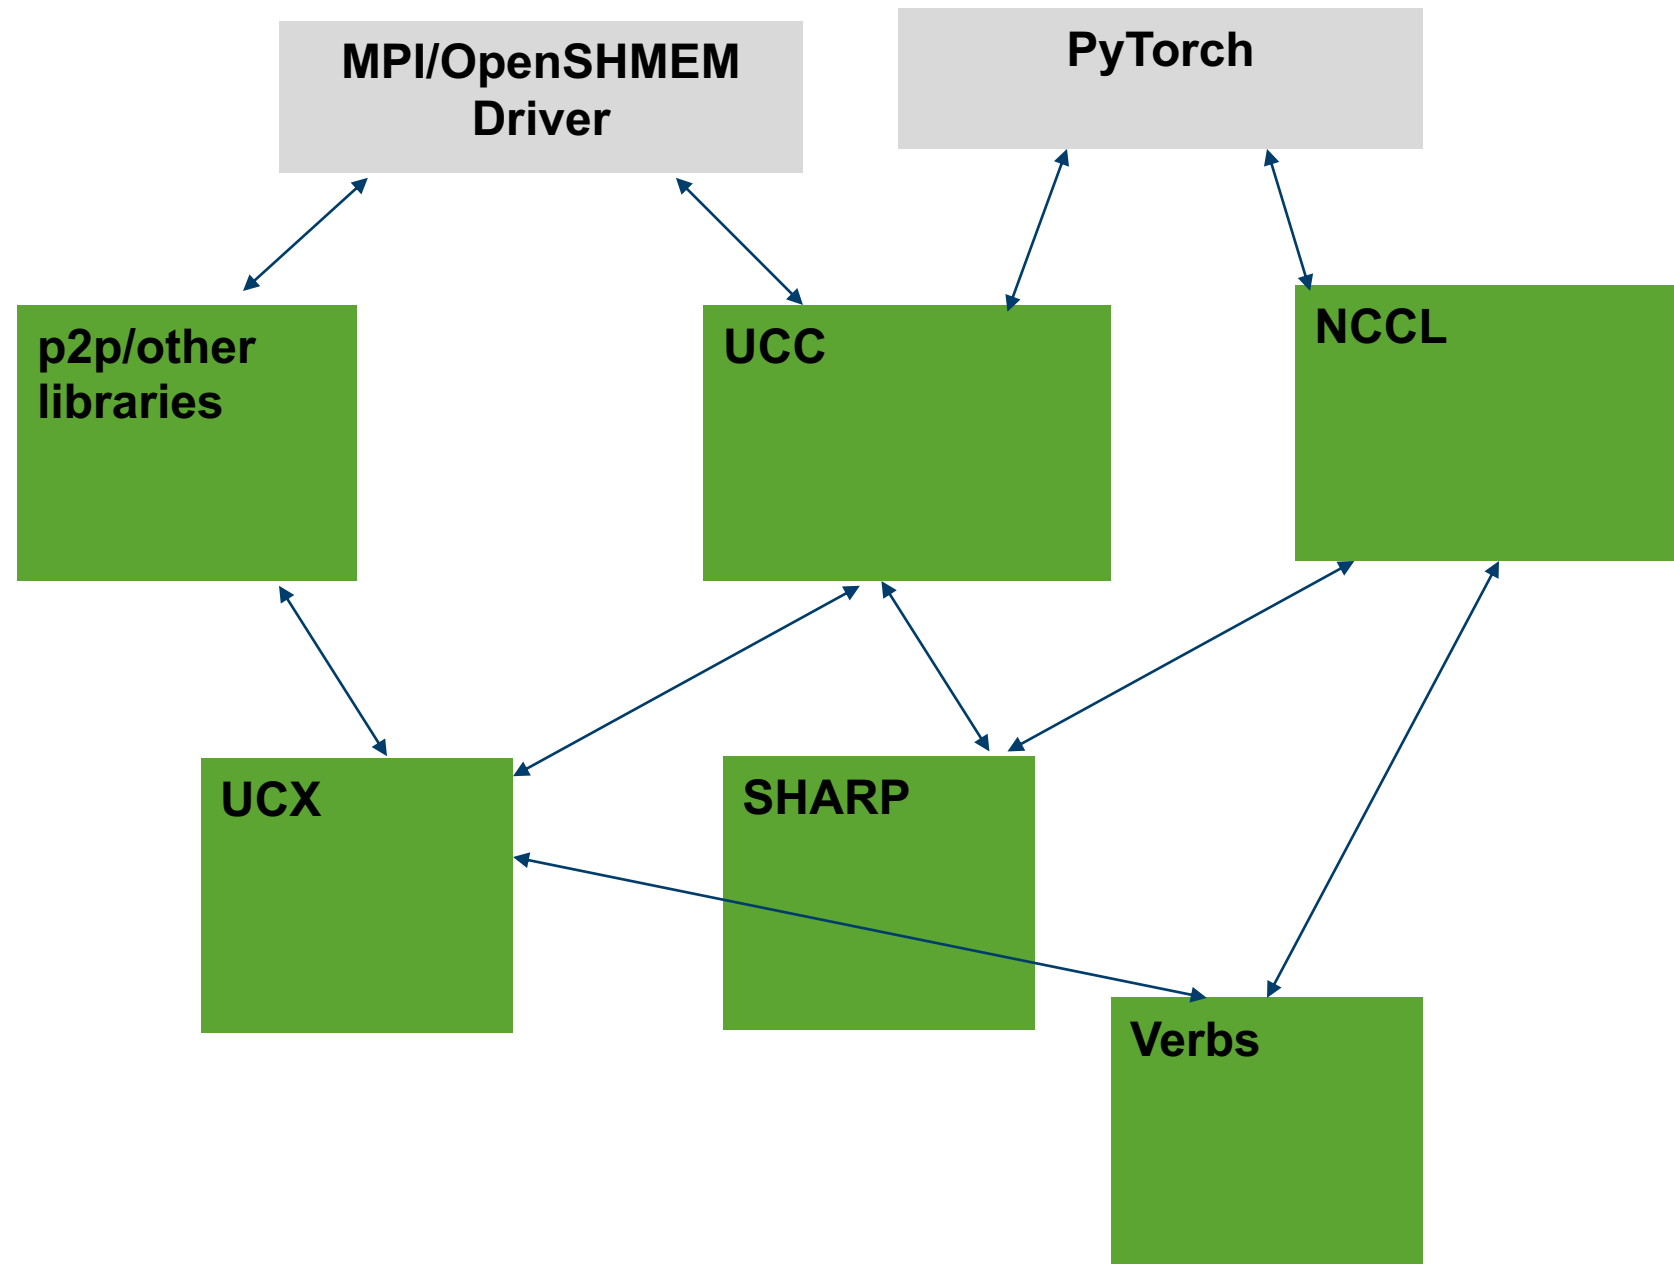 MPI/OpenSHMEM
Driver
PyTorch
p2p/other
libraries
UCC
NCCL
UCX
SHARP
Verbs